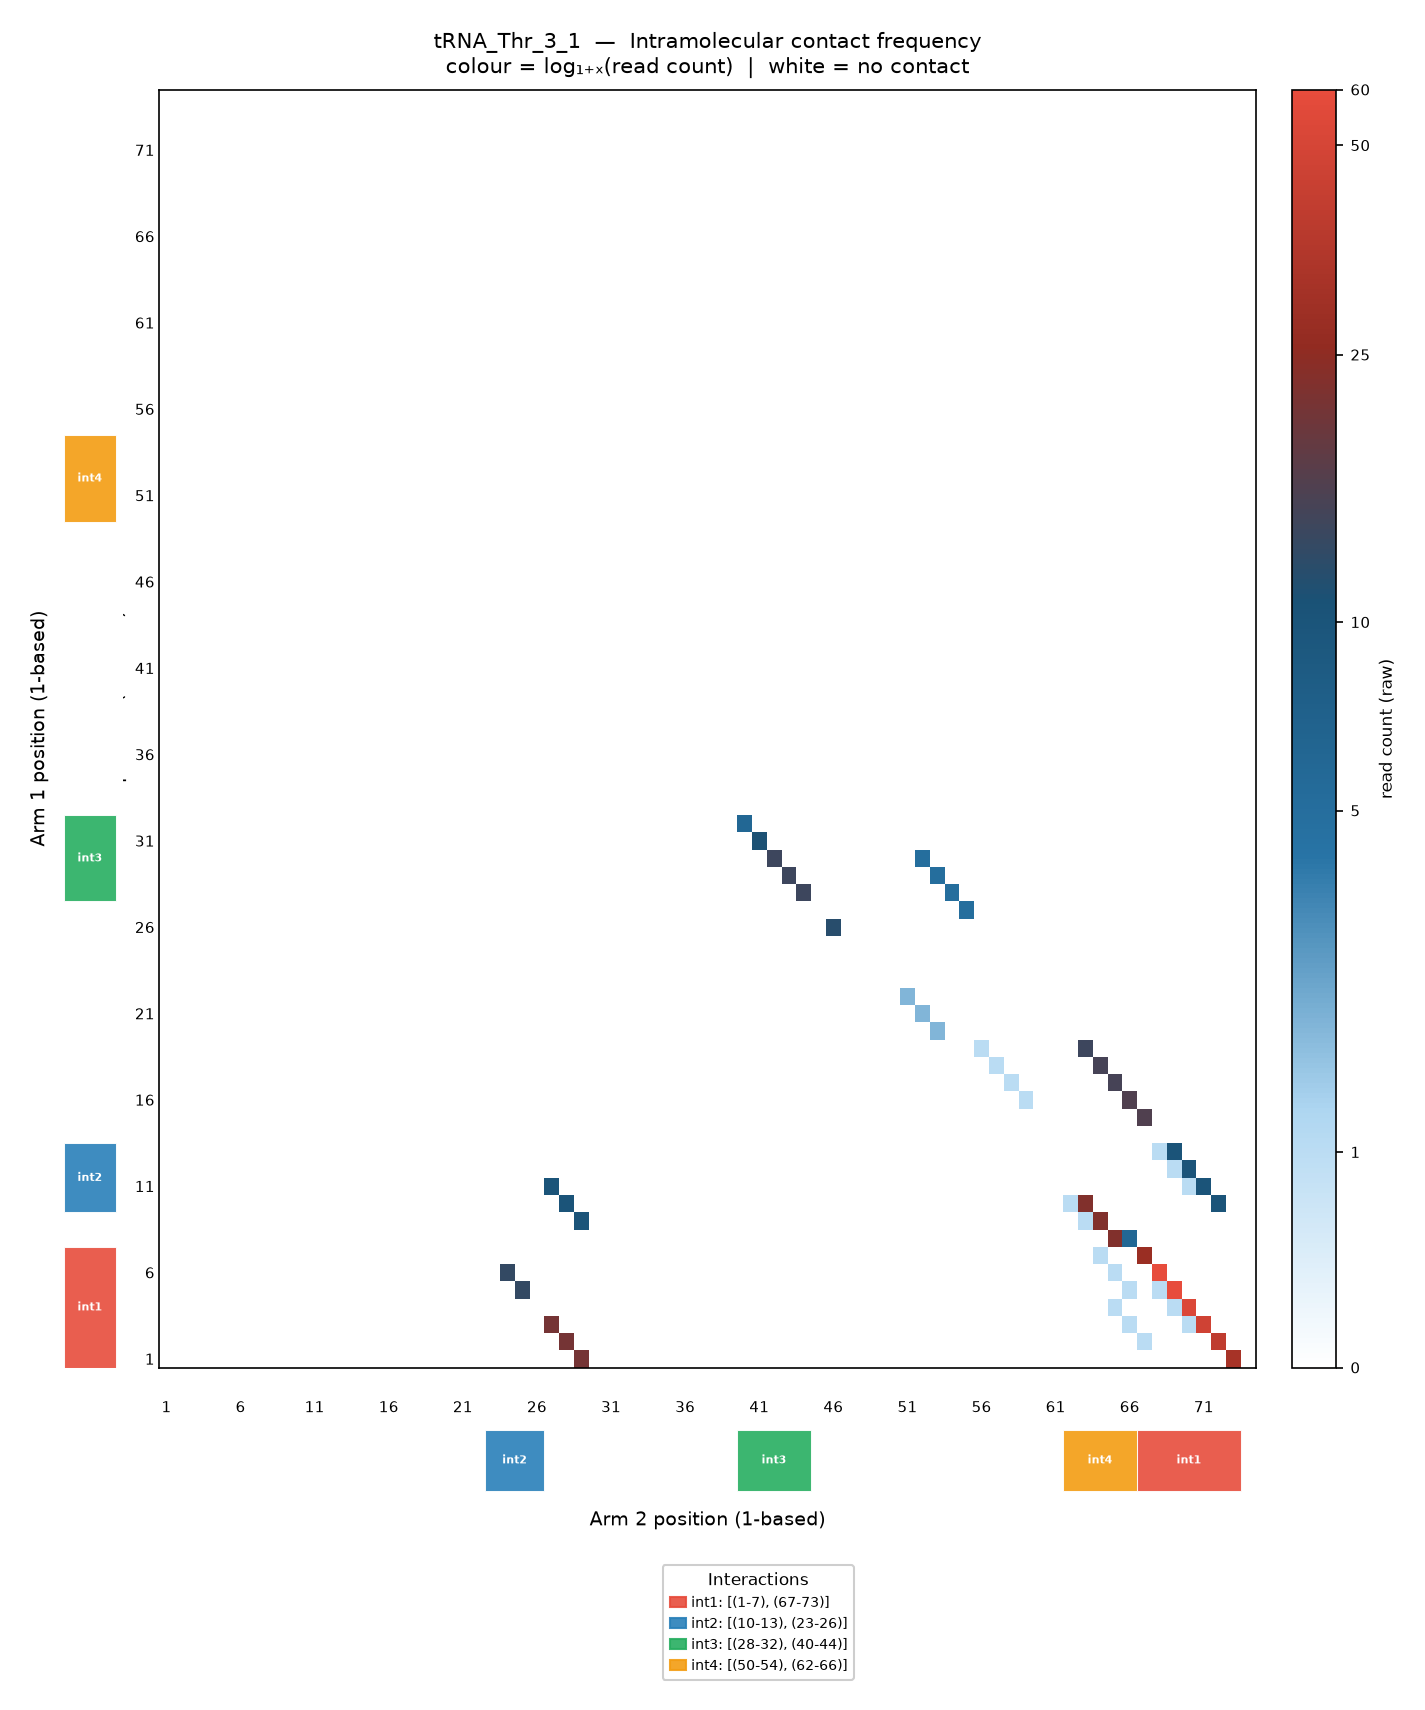 tRNA_Thr_3_1 — Intramolecular contact frequency
colour = log₁₊ₓ(read count) | white = no contact
71
66
61
56
51
46
41
36
31
26
21
16
11
6
1
int4
int3
int2
int1
Arm 1 position (1-based)
60
50
25
10
5
1
0
read count (raw)
1 6 11 16 21 26 31 36 41 46 51 56 61 66 71
int2 int3 int4 int1
Arm 2 position (1-based)
Interactions
int1: [(1-7), (67-73)]
int2: [(10-13), (23-26)]
int3: [(28-32), (40-44)]
int4: [(50-54), (62-66)]